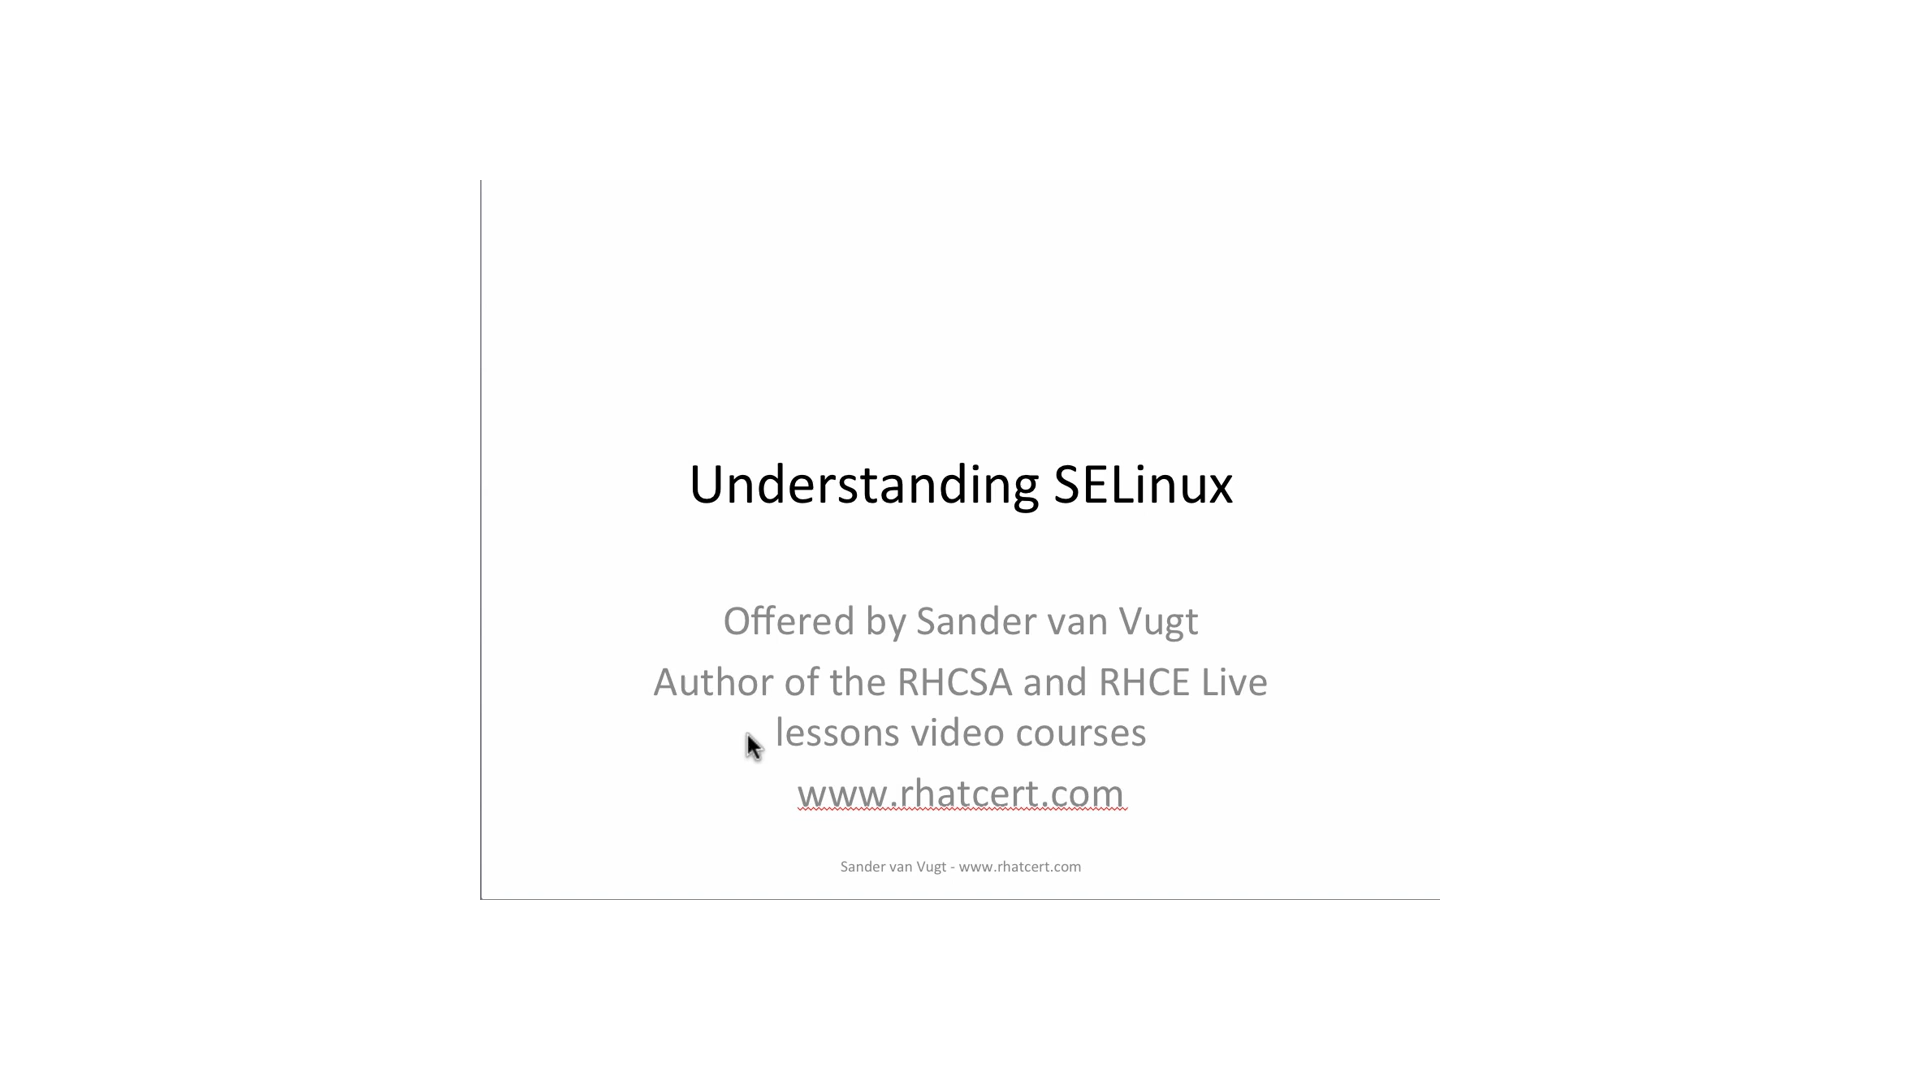 Understanding SELinux
Offered by Sander van Vugt
Author of the RHCSA and RHCE Live
lessons video courses
www.rhatcert.com
Sander van Vugt - www.rhatcert.com